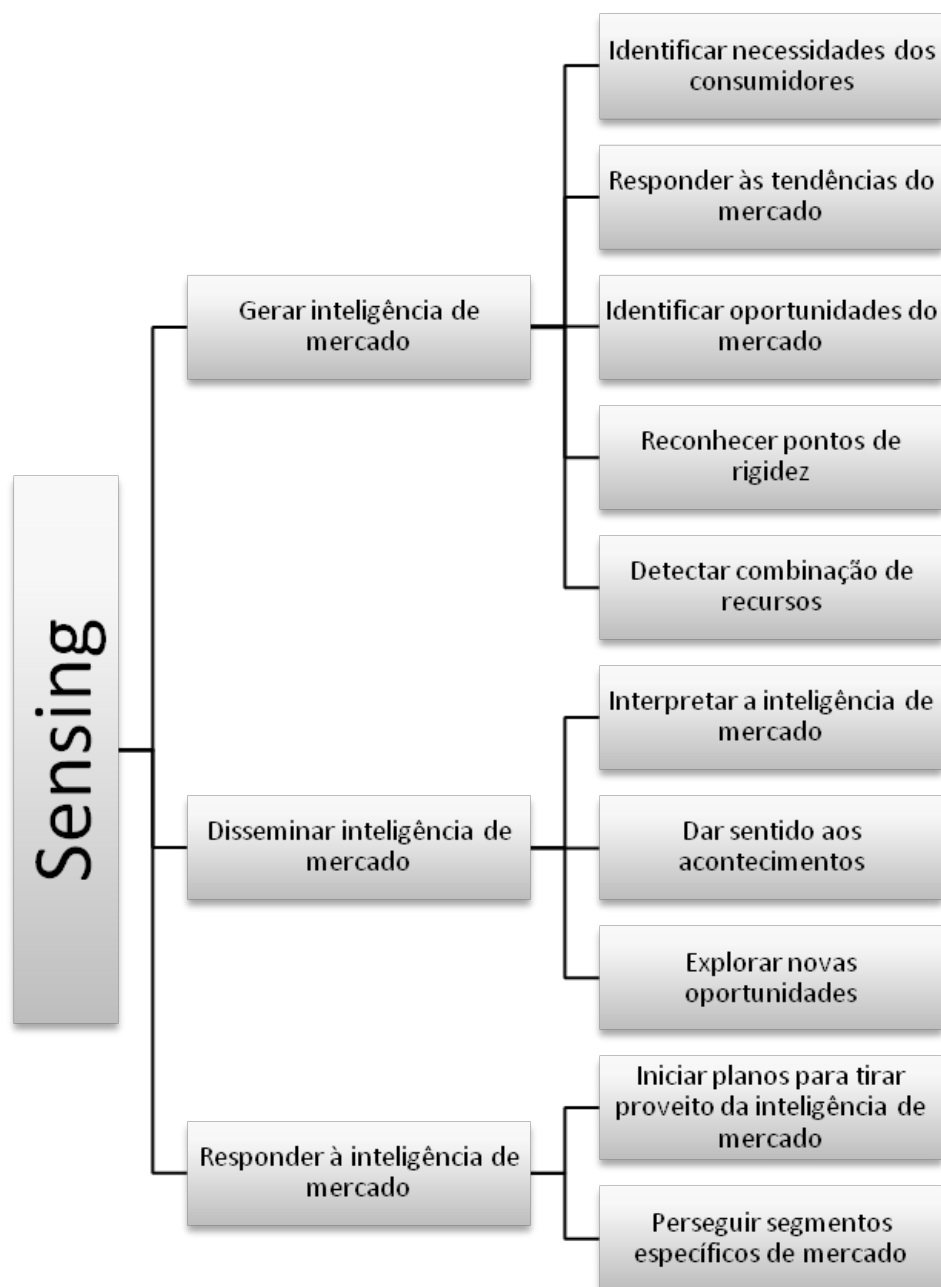 Sensing
Gerar inteligência de
mercado
Identificar necessidades dos
consumidores
Responder às tendências do
mercado
Identificar oportunidades do
mercado
Reconhecer pontos de
rigidez
Detectar combinação de
recursos
Disseminar inteligência de
mercado
Interpretar a inteligência de
mercado
Dar sentido aos
acontecimentos
Explorar novas
oportunidades
Responder à inteligência de
mercado
Iniciar planos para tirar
proveito da inteligência de
mercado
Perseguir segmentos
específicos de mercado